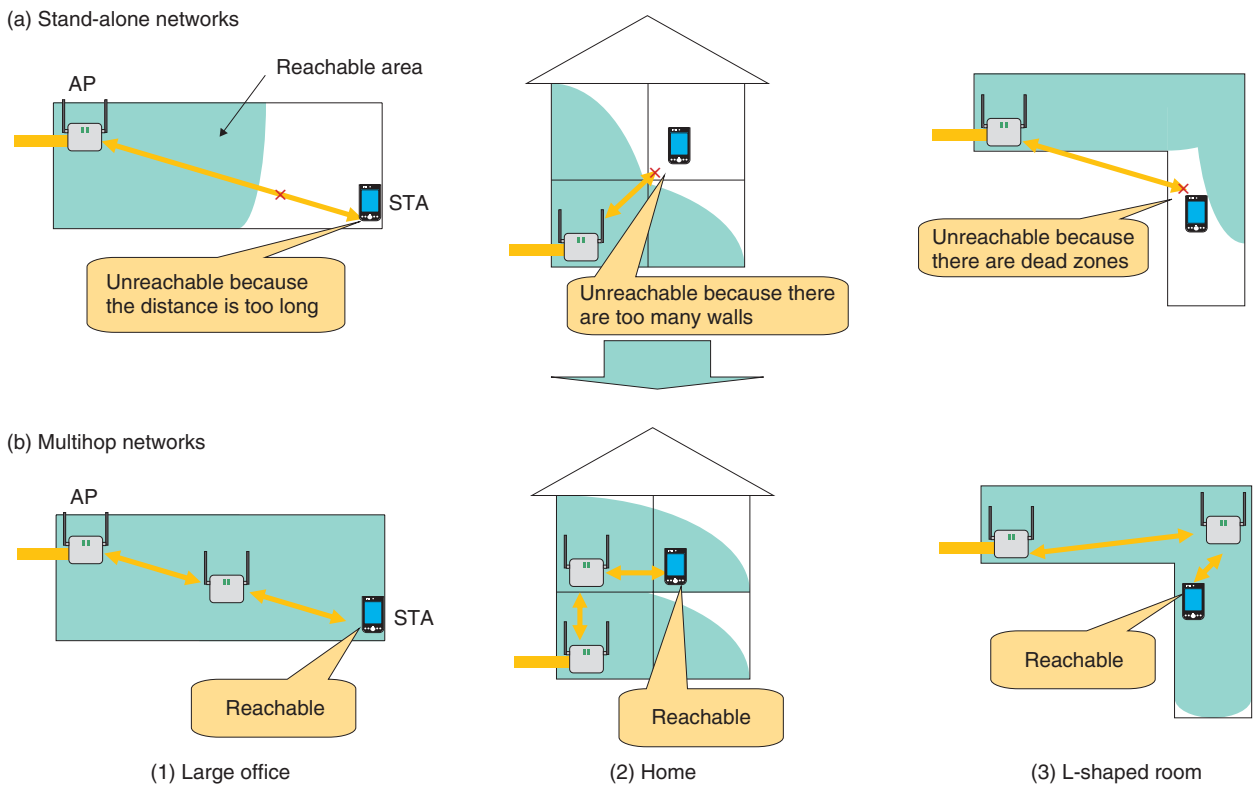 (a) Stand-alone networks
AP
Reachable area
STA
Unreachable because
the distance is too long
Unreachable because there
are too many walls
Unreachable because
there are dead zones
(b) Multihop networks
AP
STA
Reachable
Reachable
Reachable
(1) Large office
(2) Home
(3) L-shaped room